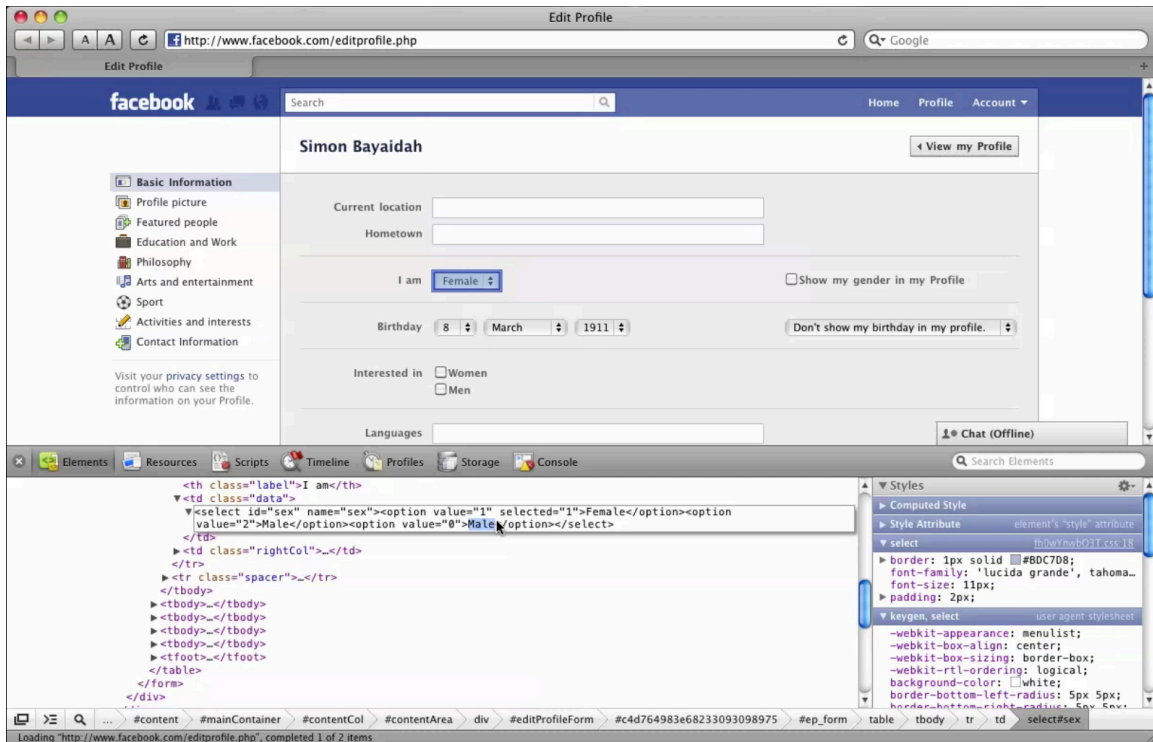 Edit Profile
A A http://www.facebook.com/editprofile.php Google
Edit Profile
facebook Search Home Profile Account
Simon Bayaidah View my Profile
Basic Information
Profile picture
Featured people
Education and Work
Philosophy
Arts and entertainment
Sport
Activities and interests
Contact Information
Visit your privacy settings to
control who can see the
information on your Profile.
Current location
Hometown
I am Female Show my gender in my Profile
Birthday 8 March 1911 Don't show my birthday in my profile.
Interested in Women
Men
Languages
Chat (Offline)
Elements Resources Scripts Timeline Profiles Storage Console Search Elements
<th class="label">I am</th>
▼<td class="data">
▼<select id="sex" name="sex"><option value="1" selected="1">Female</option><option
value="2">Male</option><option value="0">Male</option></select>
</td>
▶<td class="rightCol">…</td>
</tr>
▶<tr class="spacer">…</tr>
</tbody>
▶<tbody>…</tbody>
▶<tbody>…</tbody>
▶<tbody>…</tbody>
▶<tbody>…</tbody>
▶<tfoot>…</tfoot>
</table>
</form>
</div>
▼ Styles
▶ Computed Style
▶ Style Attribute element's "style" attribute
▼ select fh0wYnwbO3T.css:18
▶ border: 1px solid #BDC7D8;
font-family: 'lucida grande', tahoma…
font-size: 11px;
▶ padding: 2px;
▼ keygen, select user agent stylesheet
-webkit-appearance: menulist;
-webkit-box-align: center;
-webkit-box-sizing: border-box;
-webkit-rtl-ordering: logical;
background-color: white;
border-bottom-left-radius: 5px 5px;
border-bottom-right-radius: 5px 5px;
... #content #mainContainer #contentCol #contentArea div #editProfileForm #c4d764983e68233093098975 #ep_form table tbody tr td select#sex
Loading "http://www.facebook.com/editprofile.php", completed 1 of 2 items